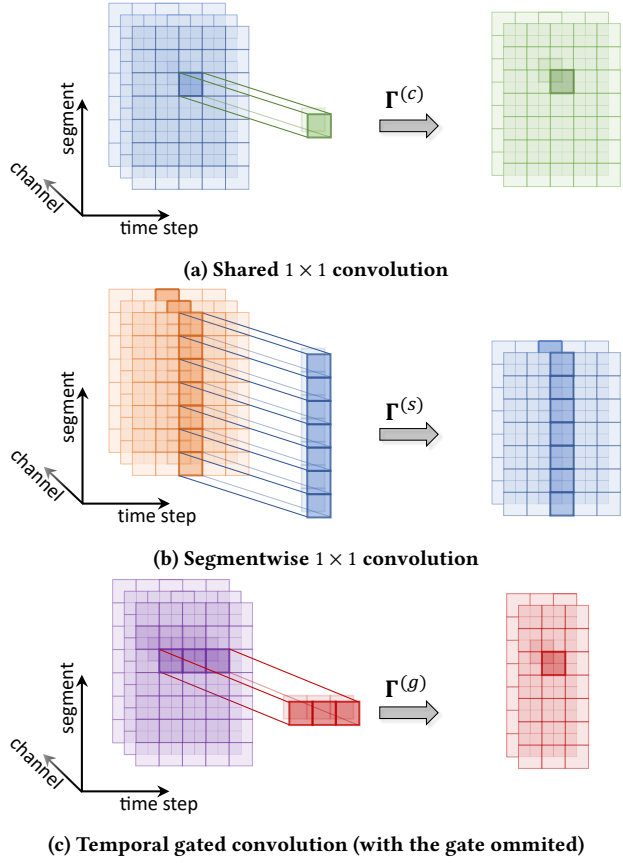 segment
channel
time step
Γ(c)
(a) Shared 1 × 1 convolution
segment
channel
time step
Γ(s)
(b) Segmentwise 1 × 1 convolution
segment
channel
time step
Γ(g)
(c) Temporal gated convolution (with the gate ommited)